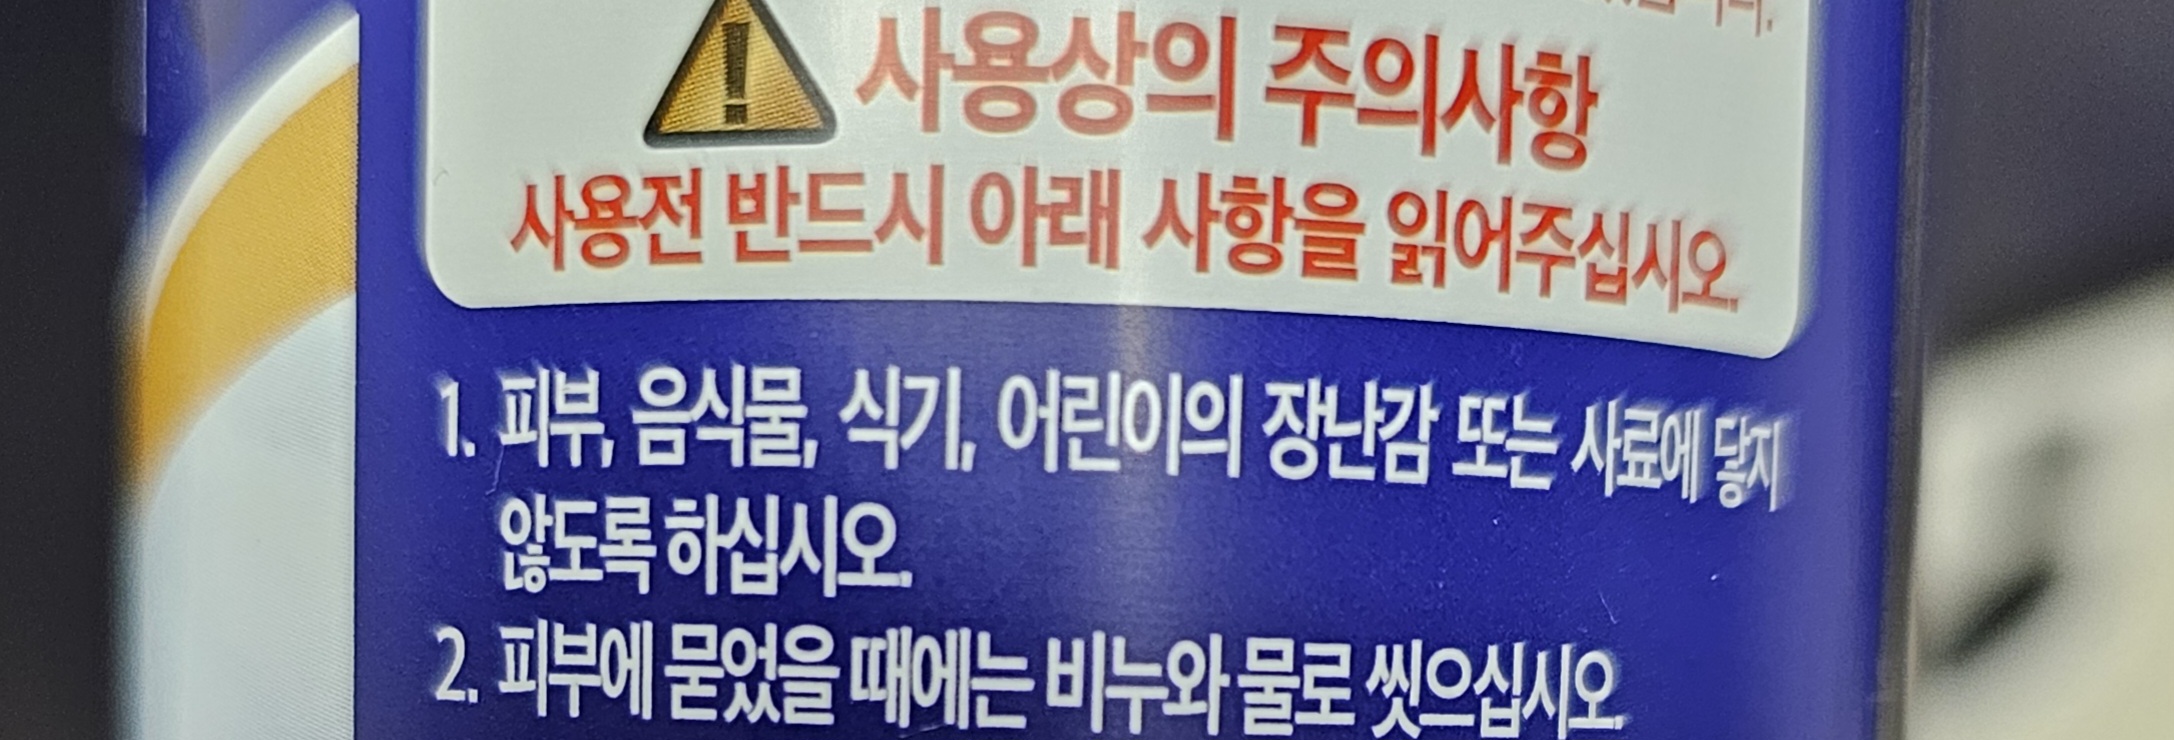 사용상의 주의사항
사용전 반드시 아래 사항을 읽어주십시오.
1. 피부, 음식물, 식기, 어린이의 장난감 또는 사료에 닿지
않도록 하십시오.
2. 피부에 묻었을 때에는 비누와 물로 씻으십시오.